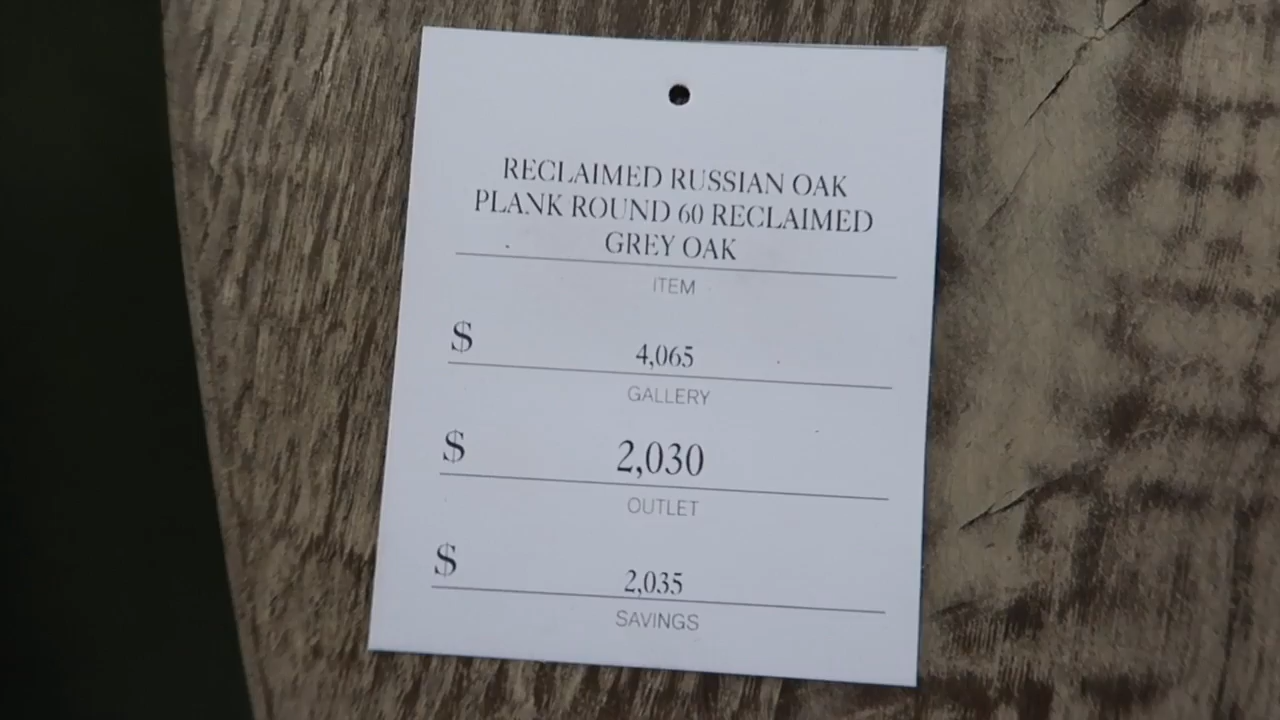 RECLAIMED RUSSIAN OAK
PLANK ROUND 60 RECLAIMED
GREY OAK
ITEM
$ 4,065
GALLERY
$ 2,030
OUTLET
$ 2,035
SAVINGS